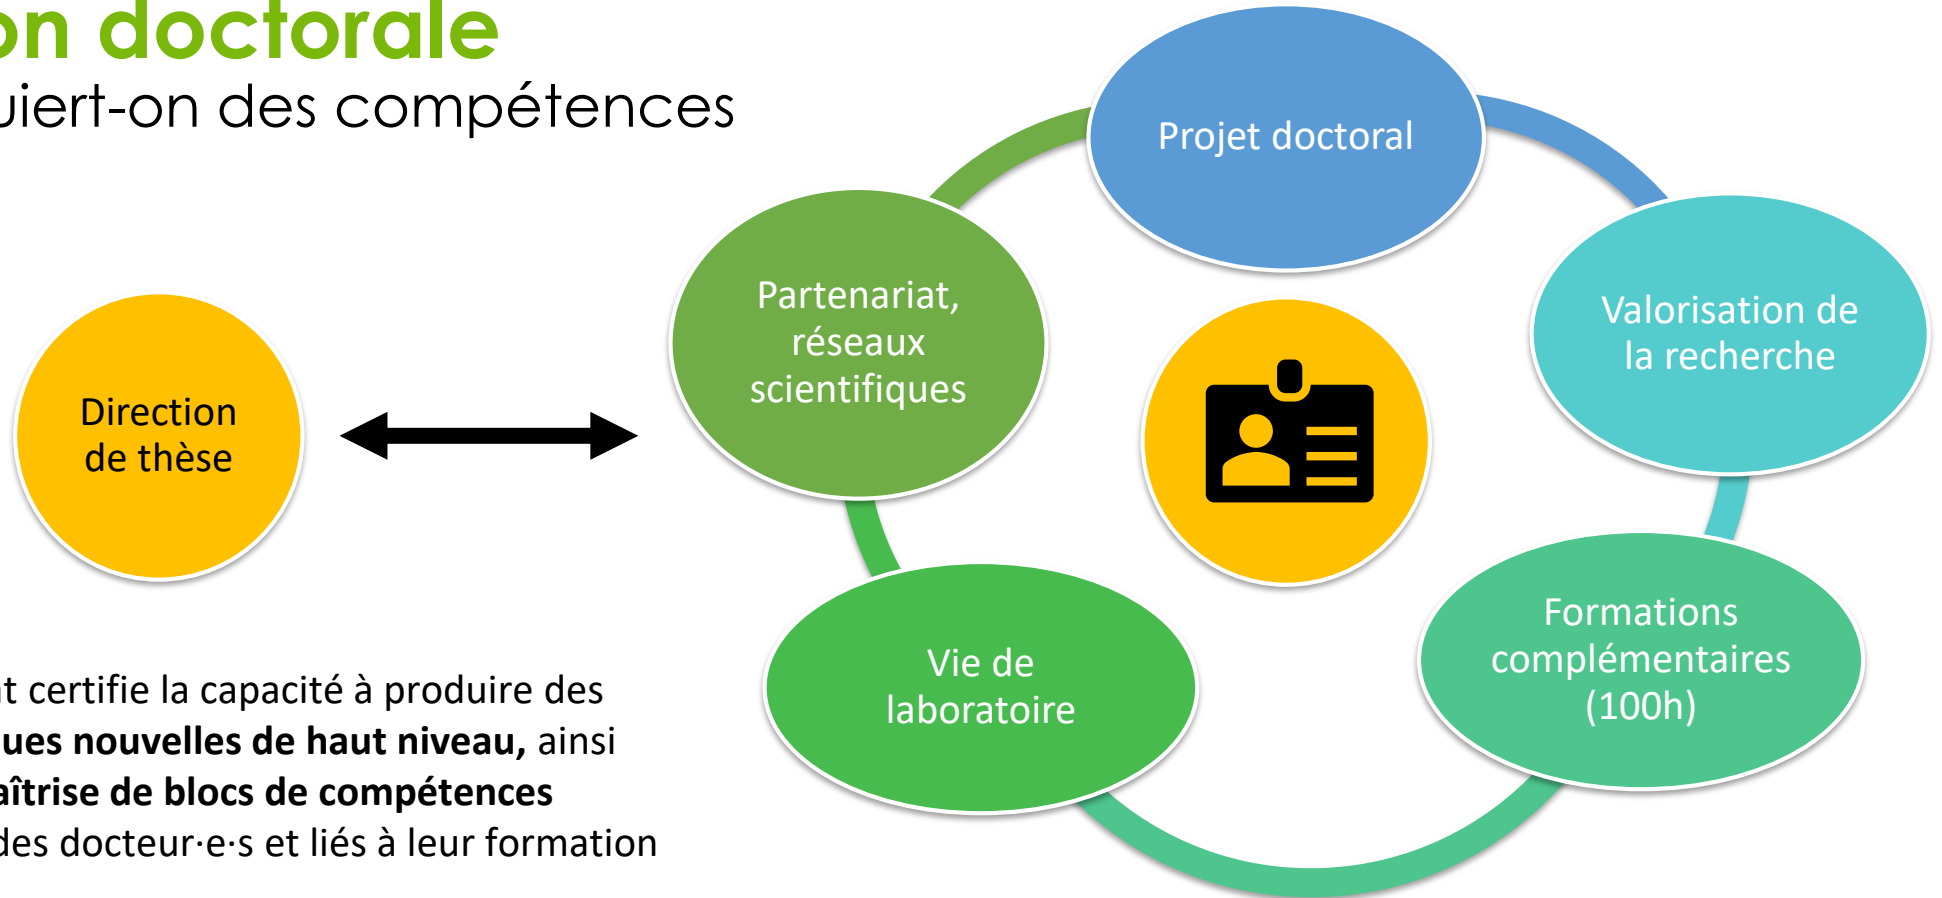 on doctorale
uiert-on des compétences
Projet doctoral
Partenariat,
réseaux
scientifiques
Valorisation de
la recherche
Direction
de thèse
Formations
complémentaires
(100h)
Vie de
laboratoire
t certifie la capacité à produire des
ues nouvelles de haut niveau, ainsi
aîtrise de blocs de compétences
des docteur·e·s et liés à leur formation